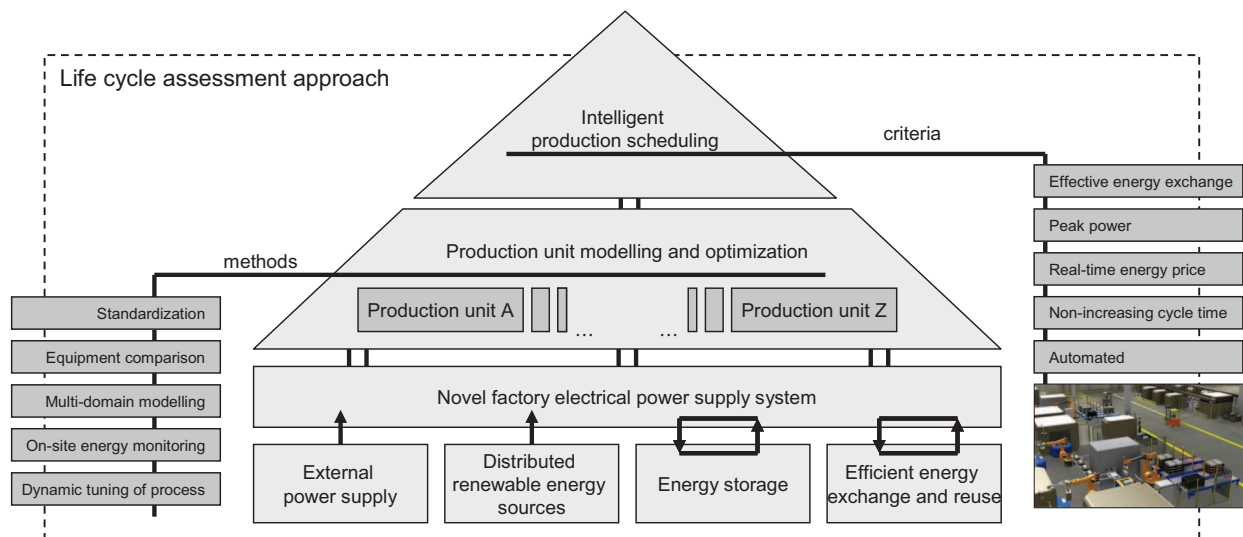 Life cycle assessment approach
Intelligent
production scheduling
criteria
Effective energy exchange
Peak power
Real-time energy price
Non-increasing cycle time
Automated
Production unit modelling and optimization
methods
Production unit A
...
...
Production unit Z
Standardization
Equipment comparison
Multi-domain modelling
On-site energy monitoring
Dynamic tuning of process
Novel factory electrical power supply system
External
power supply
Distributed
renewable energy
sources
Energy storage
Efficient energy
exchange and reuse